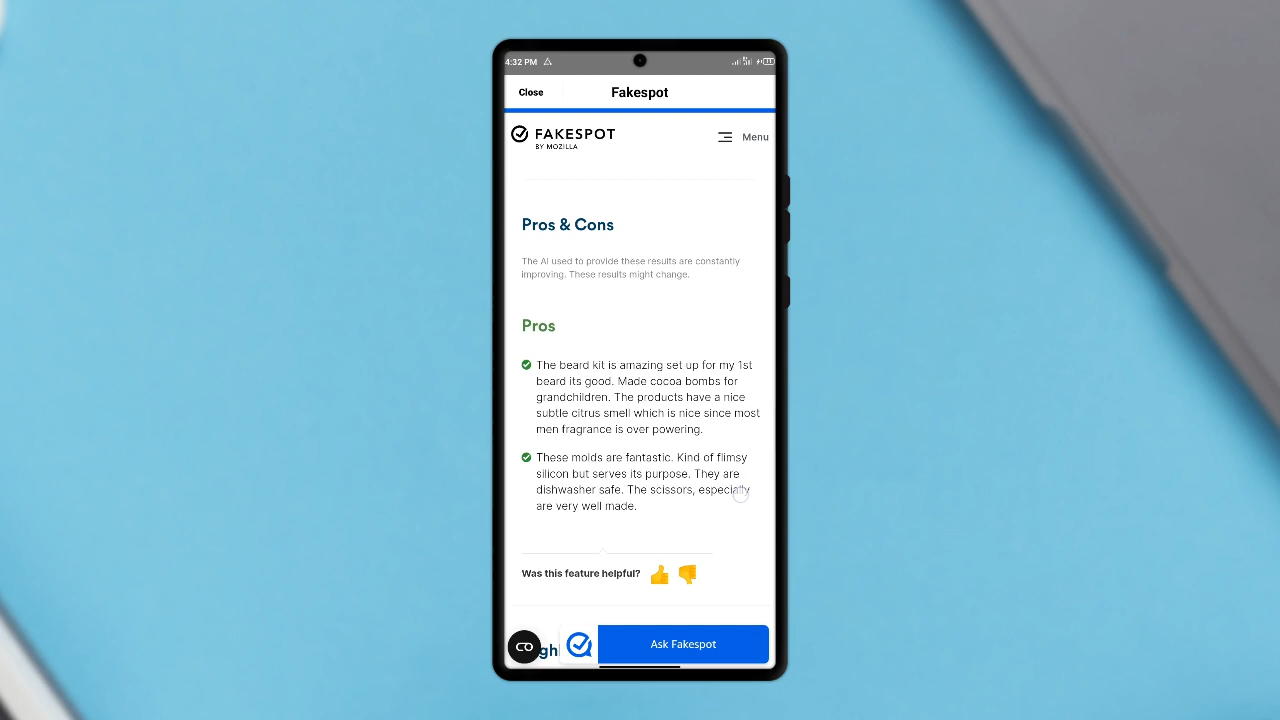 4:32 PM
Close
Fakespot
FAKESPOT
BY MOZILLA
Menu
Pros & Cons
The AI used to provide these results are constantly
improving. These results might change.
Pros
The beard kit is amazing set up for my 1st
beard its good. Made cocoa bombs for
grandchildren. The products have a nice
subtle citrus smell which is nice since most
men fragrance is over powering.
These molds are fantastic. Kind of flimsy
silicon but serves its purpose. They are
dishwasher safe. The scissors, especially
are very well made.
Was this feature helpful?
gh
Ask Fakespot